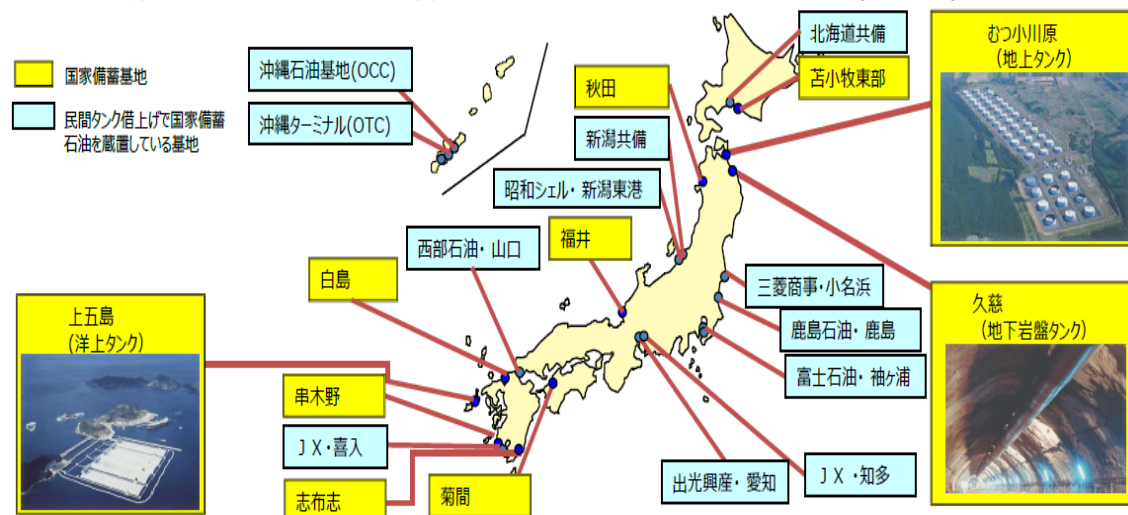 国家備蓄基地
民間タンク借上げで国家備蓄
石油を蔵置している基地
沖縄石油基地(OCC)
沖縄ターミナル(OTC)
北海道共備
苫小牧東部
秋田
新潟共備
昭和シェル・新潟東港
福井
西部石油・山口
白島
むつ小川原
(地上タンク)
上五島
(洋上タンク)
串木野
ＪＸ・喜入
志布志
菊間
出光興産・愛知
ＪＸ・知多
三菱商事・小名浜
鹿島石油・鹿島
富士石油・袖ヶ浦
久慈
(地下岩盤タンク)